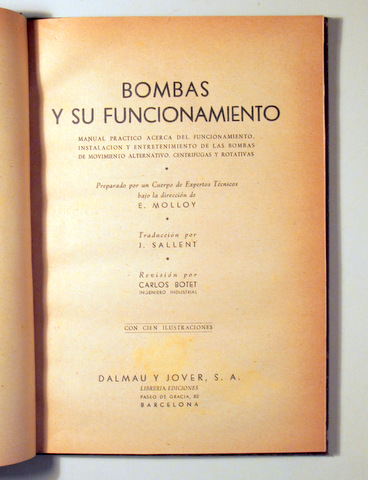 BOMBAS
Y SU FUNCIONAMIENTO
MANUAL PRACTICO ACERCA DEL FUNCIONAMIENTO,
INSTALACION Y ENTRETENIMIENTO DE LAS BOMBAS
DE MOVIMIENTO ALTERNATIVO, CENTRIFUGAS Y ROTATIVAS
Preparado por un Cuerpo de Expertos Técnicos
bajo la dirección de
E. MOLLOY
Traducción por
J. SALLENT
Revisión por
CARLOS BOTET
INGENIERO INDUSTRIAL
CON CIEN ILUSTRACIONES
DALMAU Y JOVER, S. A.
LIBRERIA EDICIONES
PASEO DE GRACIA, 82
BARCELONA